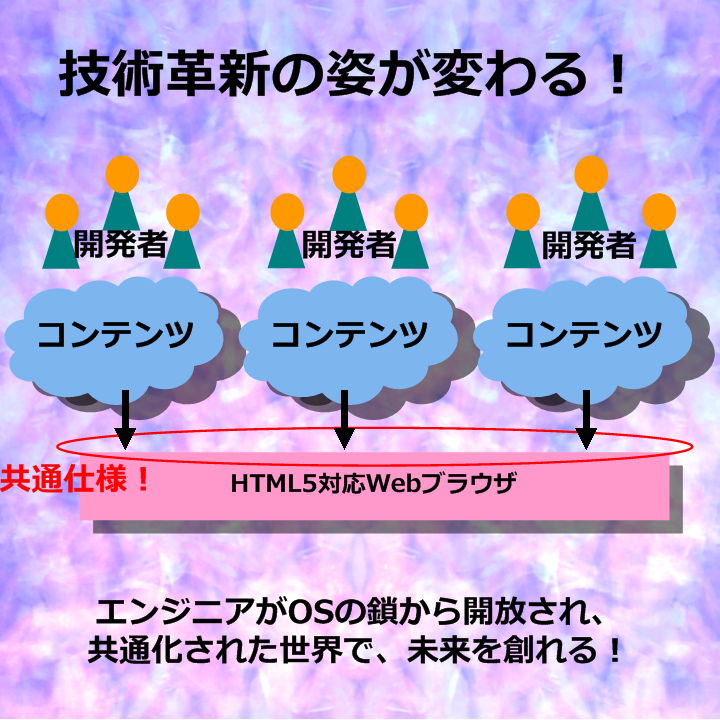 技術革新の姿が変わる！
開発者
開発者
開発者
コンテンツ
コンテンツ
コンテンツ
共通仕様！
HTML5対応Webブラウザ
エンジニアがOSの鎖から開放され、
共通化された世界で、未来を創れる！